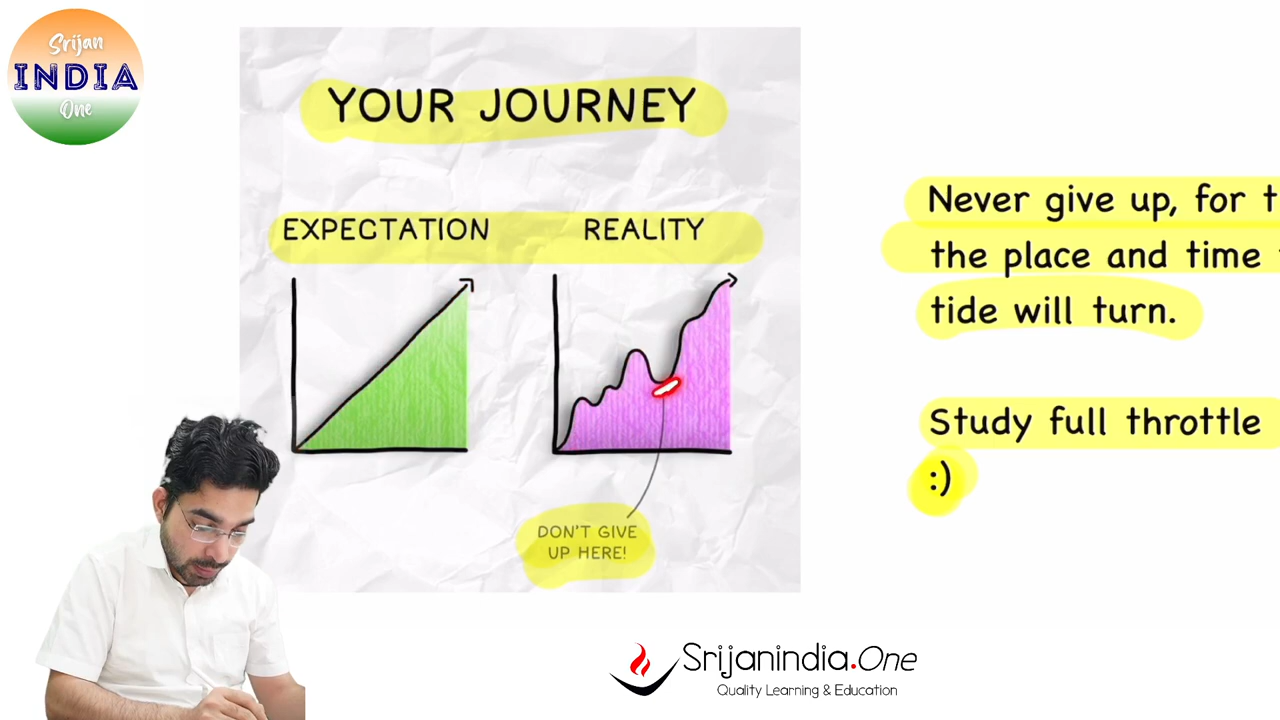 Srijan
INDIA
One
YOUR JOURNEY
EXPECTATION
REALITY
DON'T GIVE
UP HERE!
Never give up, for t
the place and time
tide will turn.
Study full throttle
:)
Srijanindia.One
Quality Learning & Education